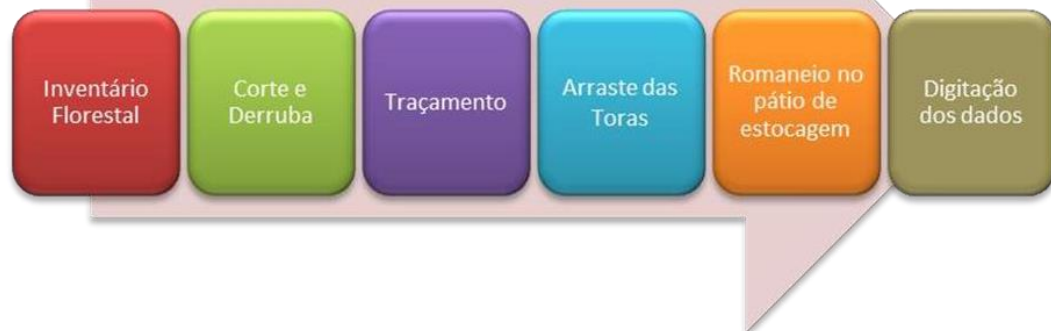 Inventário
Florestal
Corte e
Derruba
Traçamento
Arraste das
Toras
Romaneio no
pátio de
estocagem
Digitação
dos dados